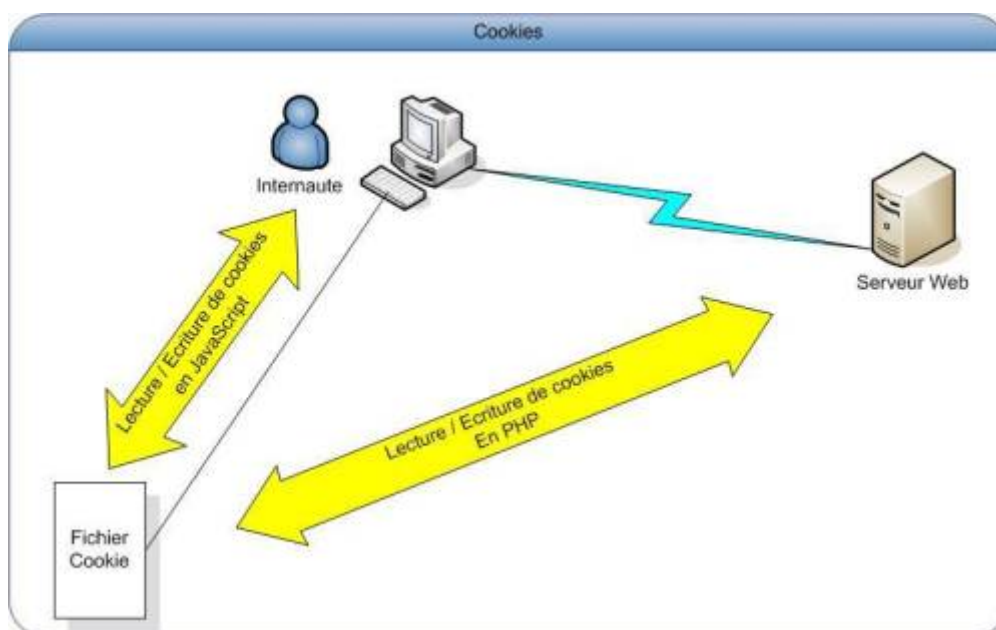 Cookies
Internaute
Serveur Web
Lecture / Ecriture de cookies
en JavaScript
Lecture / Ecriture de cookies
En PHP
Fichier
Cookie